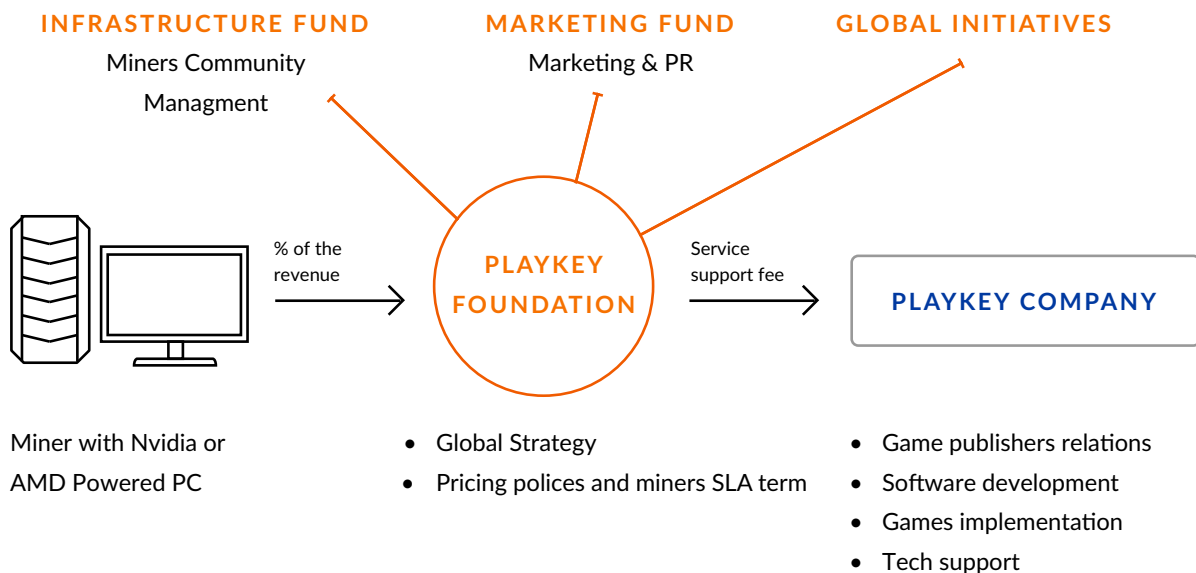 INFRASTRUCTURE FUND
Miners Community
Managment
MARKETING FUND
Marketing & PR
GLOBAL INITIATIVES
% of the
revenue
PLAYKEY
FOUNDATION
Service
support fee
PLAYKEY COMPANY
Miner with Nvidia or
AMD Powered PC
• Global Strategy
• Pricing polices and miners SLA term
• Game publishers relations
• Software development
• Games implementation
• Tech support